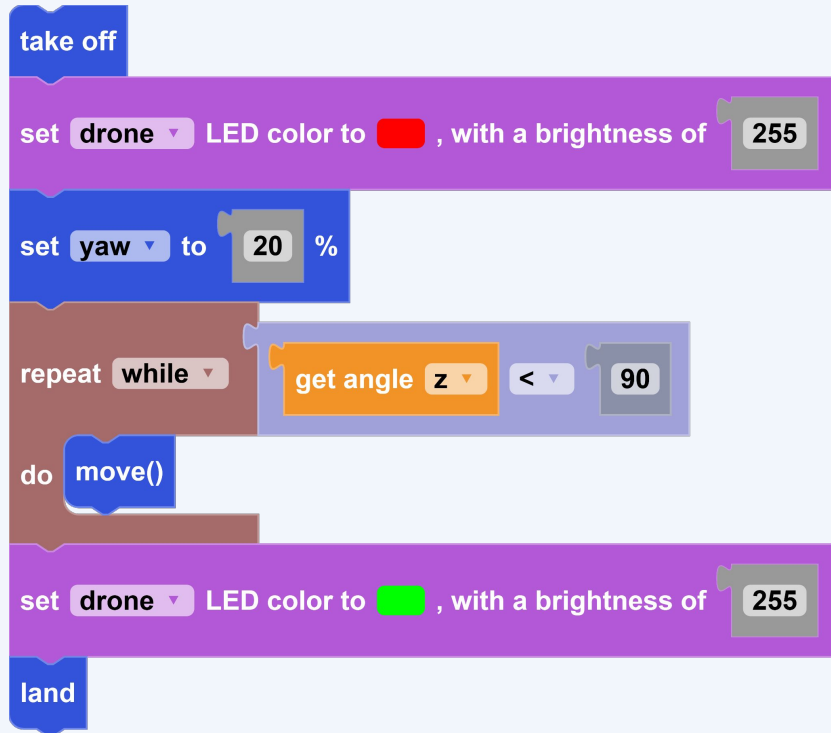 take off
set drone ▼ LED color to , with a brightness of 255
set yaw ▼ to 20 %
repeat while ▼ get angle z ▼ < ▼ 90
do move()
set drone ▼ LED color to , with a brightness of 255
land